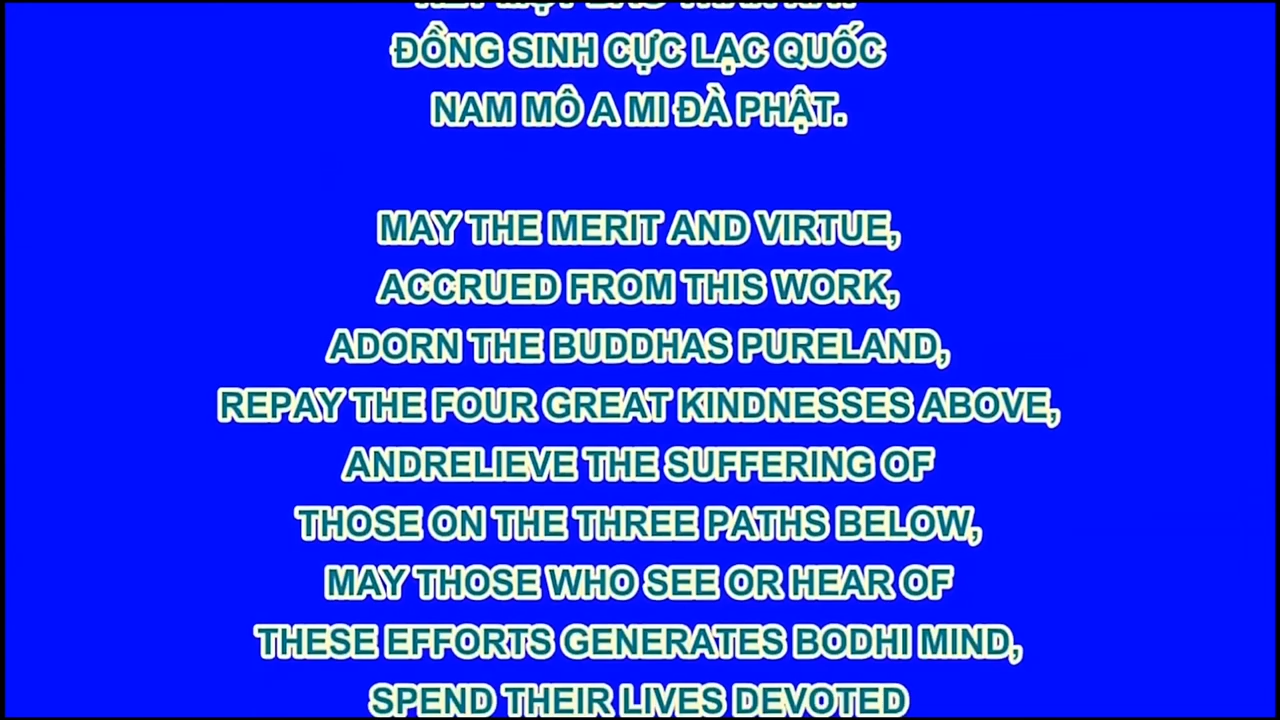 ĐỒNG SINH CỰC LẠC QUỐC
NAM MÔ A MI ĐÀ PHẬT.
MAY THE MERIT AND VIRTUE,
ACCRUED FROM THIS WORK,
ADORN THE BUDDHAS PURELAND,
REPAY THE FOUR GREAT KINDNESSES ABOVE,
ANDRELIEVE THE SUFFERING OF
THOSE ON THE THREE PATHS BELOW,
MAY THOSE WHO SEE OR HEAR OF
THESE EFFORTS GENERATES BODHI MIND,
SPEND THEIR LIVES DEVOTED